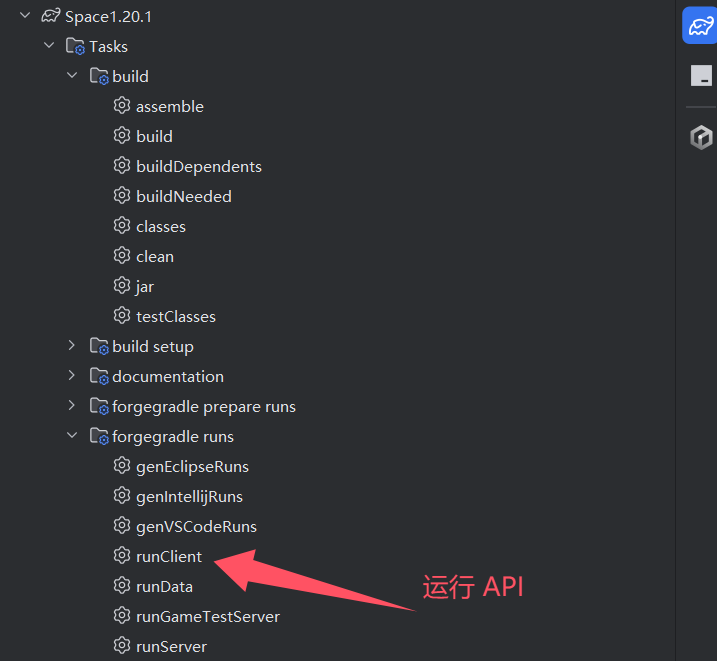 Space1.20.1
Tasks
build
assemble
build
buildDependents
buildNeeded
classes
clean
jar
testClasses
build setup
documentation
forgegradle prepare runs
forgegradle runs
genEclipseRuns
genIntellijRuns
genVSCodeRuns
runClient
运行 API
runData
runGameTestServer
runServer